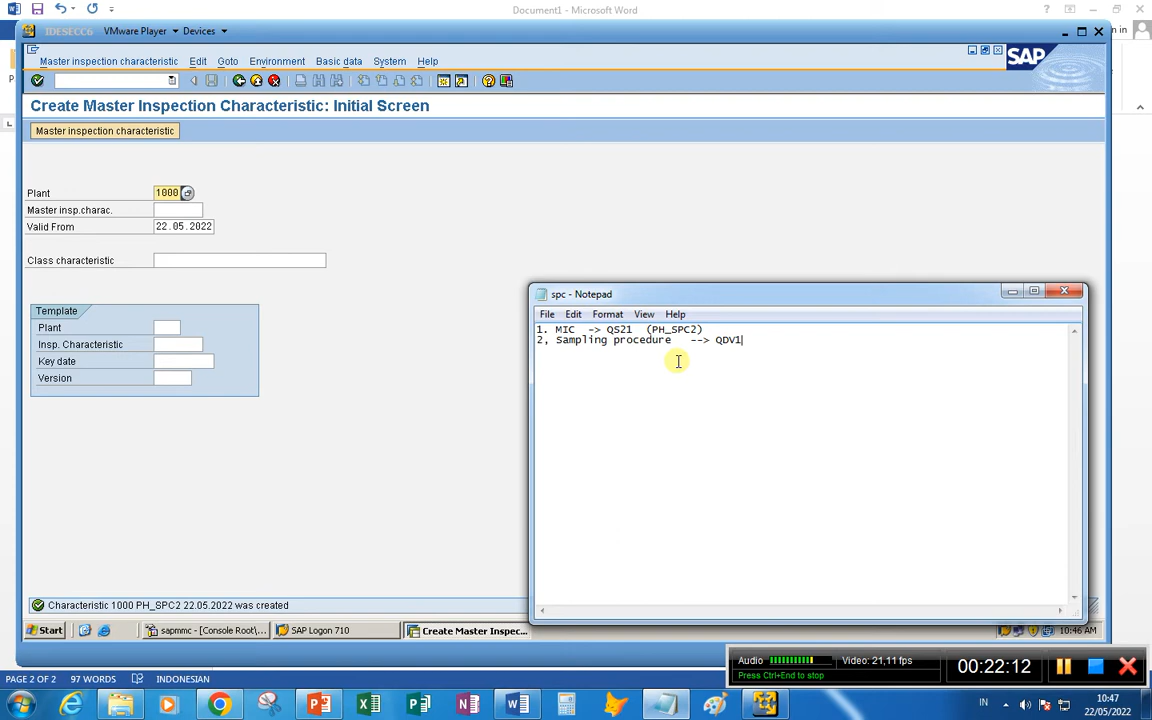 Document1 - Microsoft Word
IDESECC6 VMware Player Devices
Master inspection characteristic Edit Goto Environment Basic data System Help
SAP
Create Master Inspection Characteristic: Initial Screen
Master inspection characteristic
Plant 1000
Master insp.charac.
Valid From 22.05.2022
Class characteristic
Template
Plant
Insp. Characteristic
Key date
Version
spc - Notepad
File Edit Format View Help
1. MIC -> QS21 (PH_SPC2)
2, Sampling procedure --> QDV1
Characteristic 1000 PH_SPC2 22.05.2022 was created
Start sapmmc - [Console Root\... SAP Logon 710 Create Master Inspec... 10:46 AM
Audio Video: 21,11 fps
Press Ctrl+End to stop
00:22:12
PAGE 2 OF 2 97 WORDS INDONESIAN
IN 10:47
22/05/2022